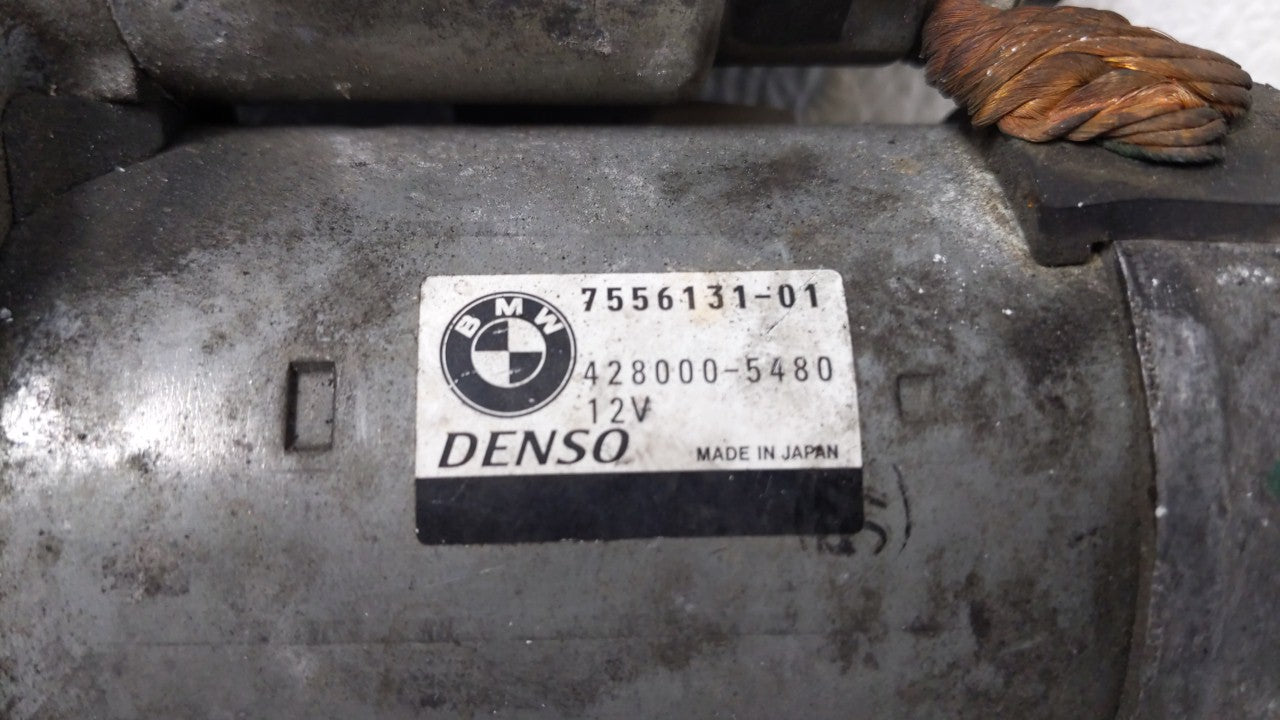 BMW
7556131-01
428000-5480
12V
DENSO
MADE IN JAPAN